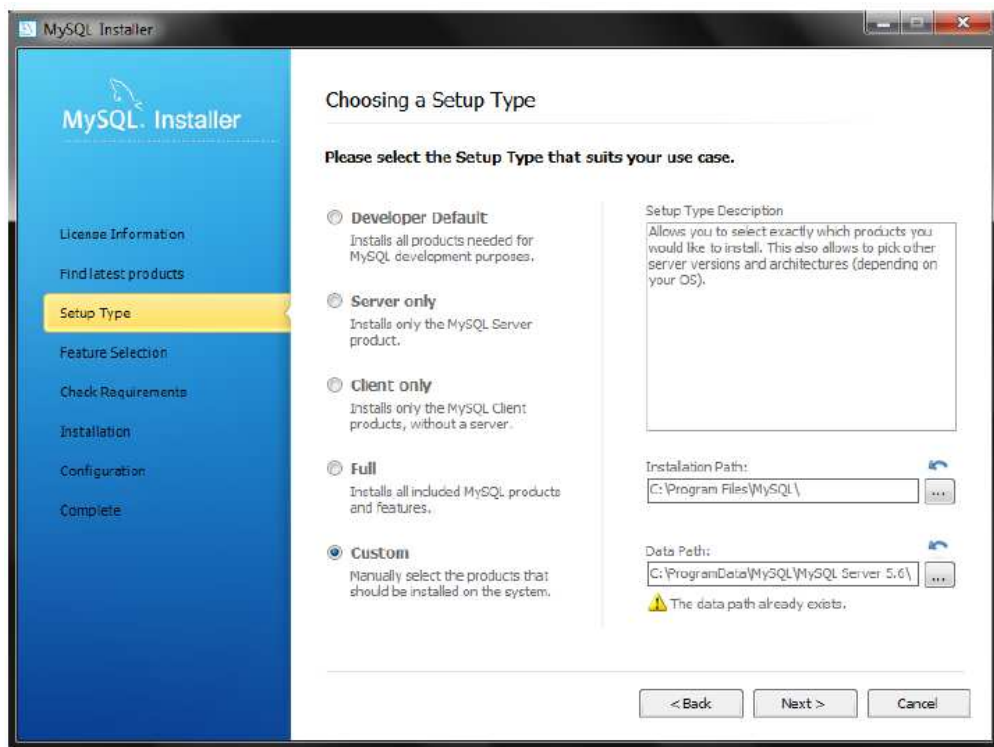 MySQL Installer
MySQL. Installer
License Information
Find latest products
Setup Type
Feature Selection
Check Requirements
Installation
Configuration
Complete
Choosing a Setup Type
Please select the Setup Type that suits your use case.
Developer Default
Installs all products needed for
MySQL development purposes.
Server only
Installs only the MySQL Server
product.
Client only
Installs only the MySQL Client
products, without a server.
Full
Installs all included MySQL products
and features.
Custom
Manually select the products that
should be installed on the system.
Setup Type Description
Allows you to select exactly which products you
would like to install. This also allows to pick other
server versions and architectures (depending on
your OS).
Installation Path:
C:\Program Files\MySQL\
...
Data Path:
C:\ProgramData\MySQL\MySQL Server 5.6\
...
The data path already exists.
< Back
Next >
Cancel